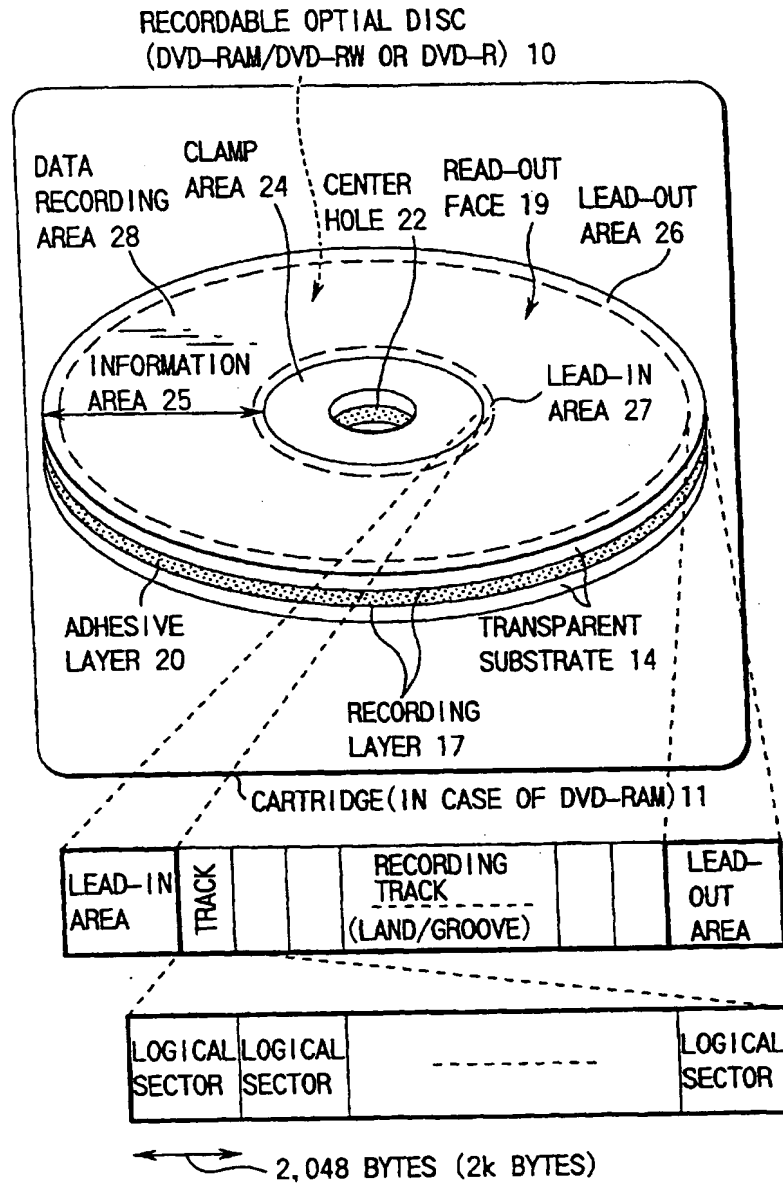 RECORDABLE OPTIAL DISC
(DVD-RAM/DVD-RW OR DVD-R) 10
DATA
RECORDING
AREA 28
CLAMP
AREA 24
CENTER
HOLE 22
READ-OUT
FACE 19
LEAD-OUT
AREA 26
INFORMATION
AREA 25
LEAD-IN
AREA 27
ADHESIVE
LAYER 20
TRANSPARENT
SUBSTRATE 14
RECORDING
LAYER 17
CARTRIDGE(IN CASE OF DVD-RAM)11
LEAD-IN
AREA
TRACK
RECORDING
TRACK
(LAND/GROOVE)
LEAD-
OUT
AREA
LOGICAL
SECTOR
LOGICAL
SECTOR
LOGICAL
SECTOR
2,048 BYTES (2k BYTES)